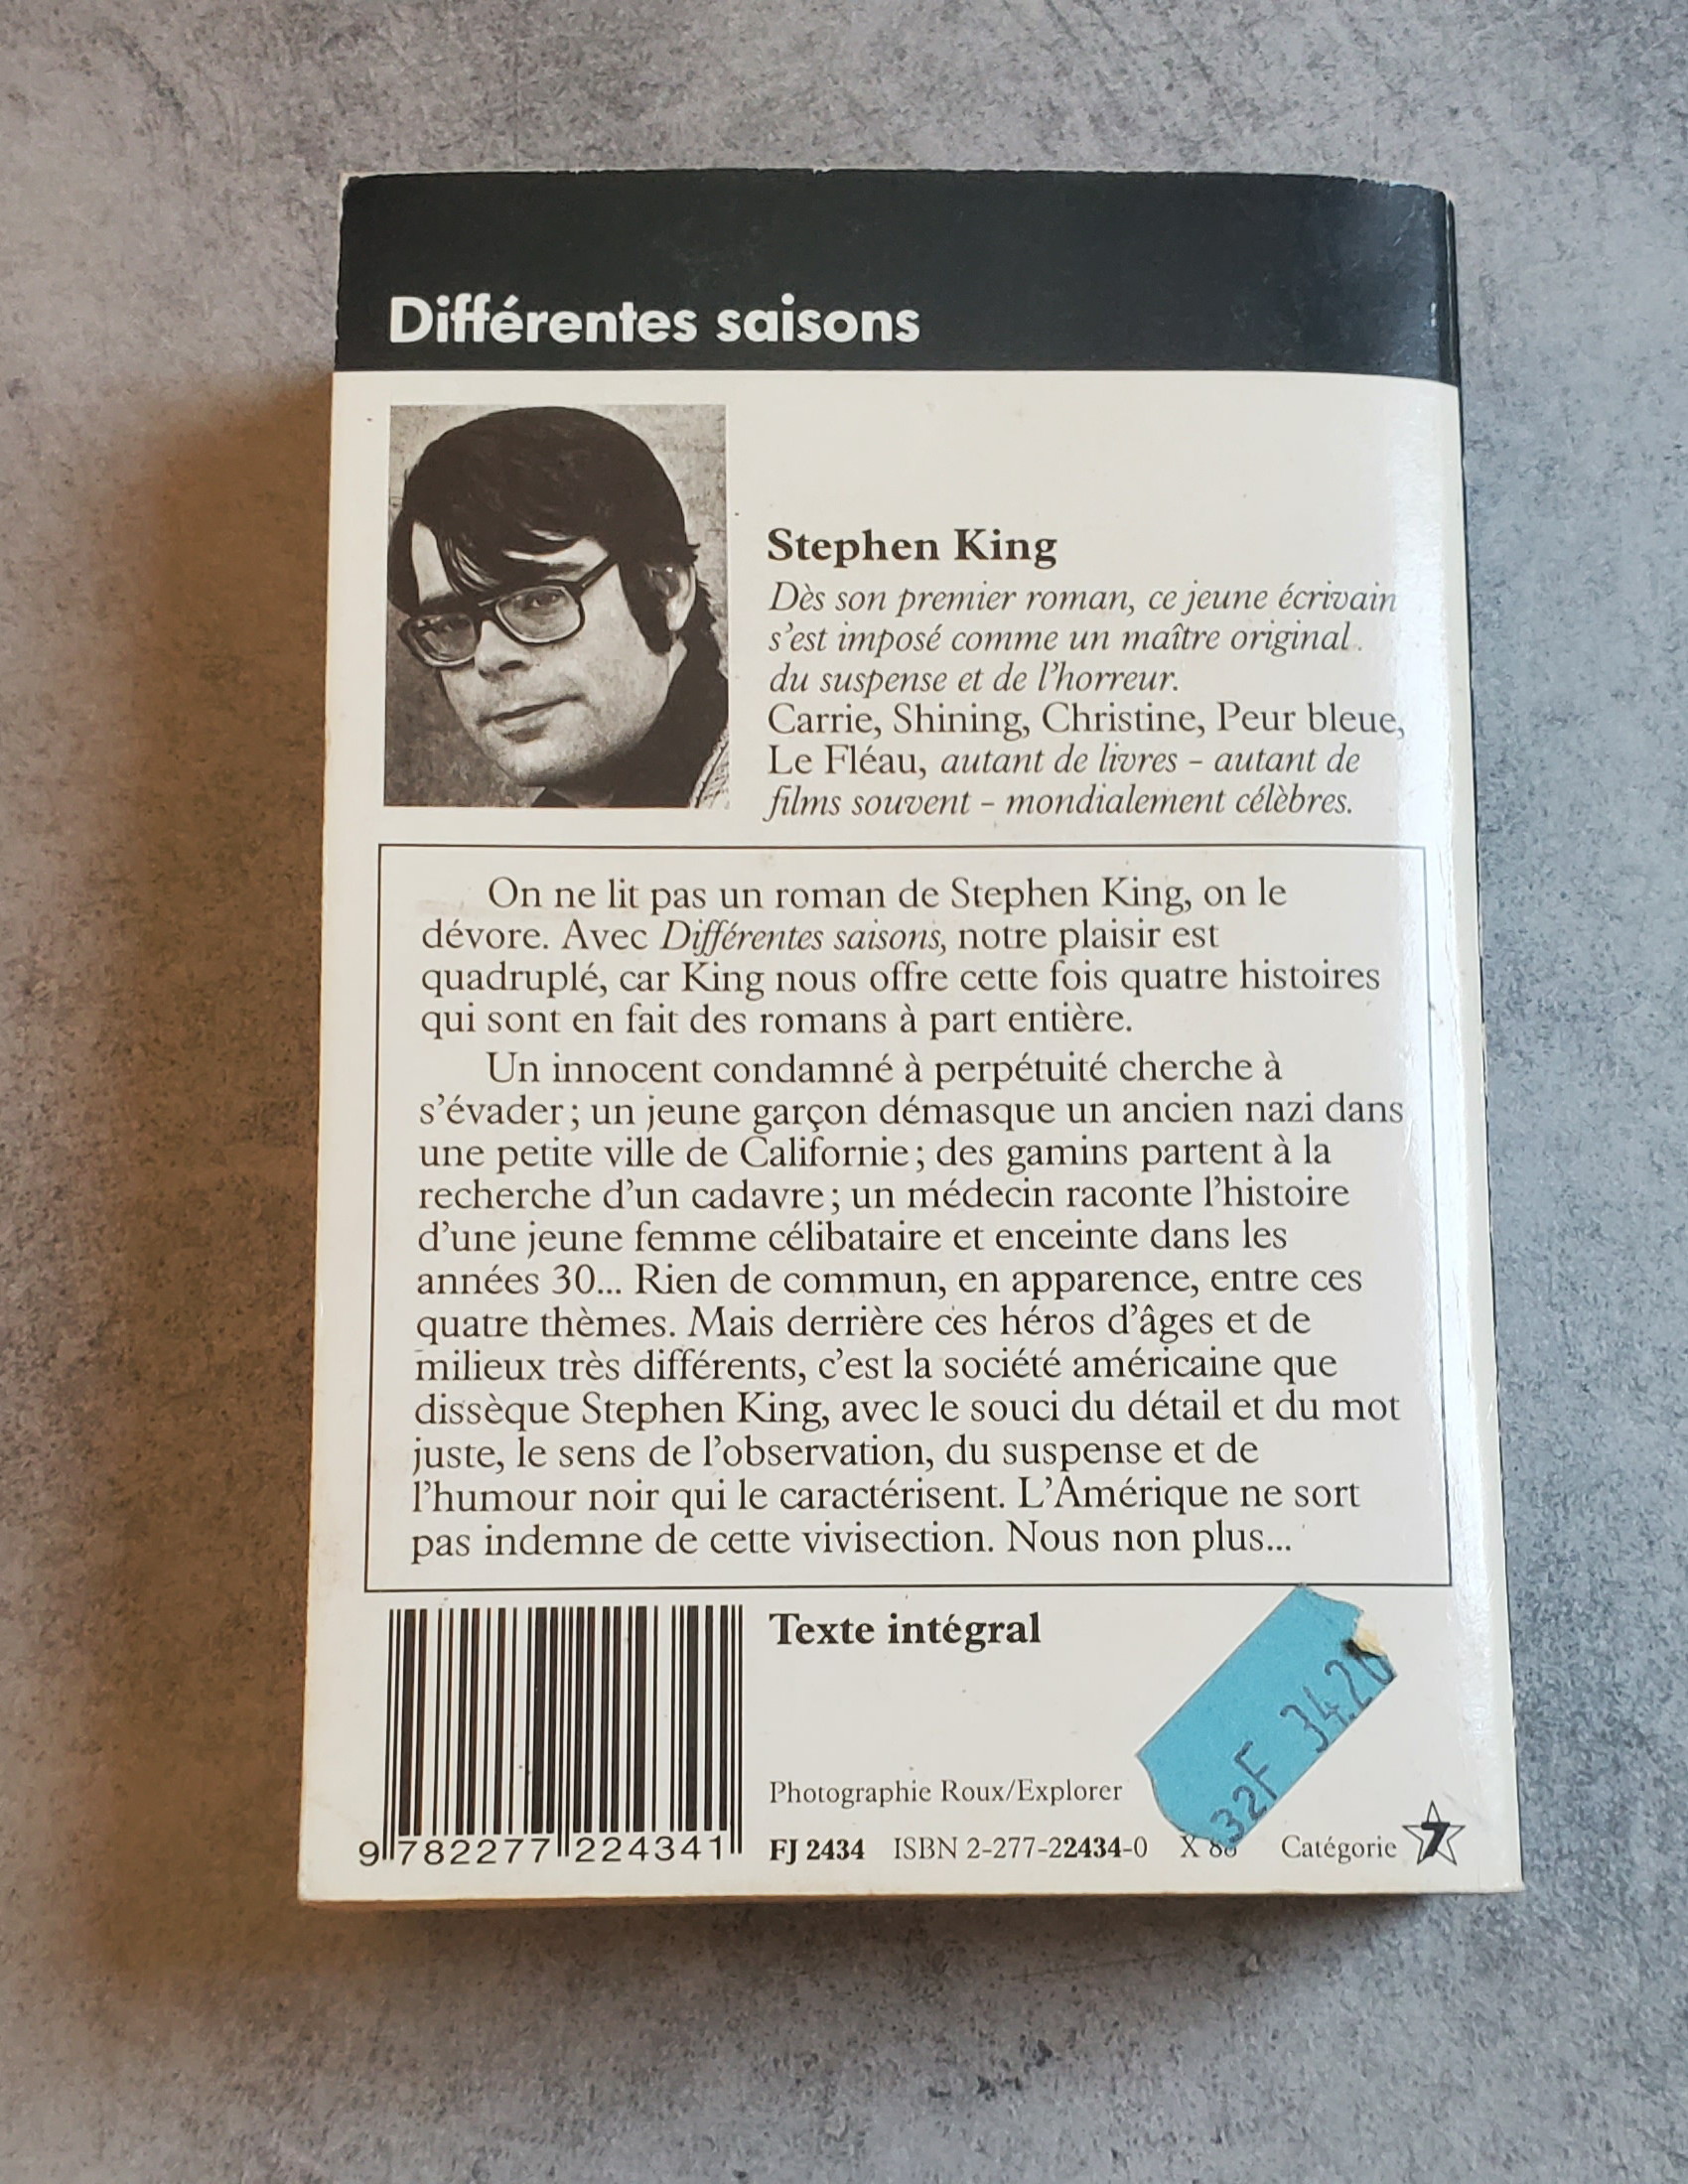 Différentes saisons
Stephen King
Dès son premier roman, ce jeune écrivain
s'est imposé comme un maître original
du suspense et de l'horreur.
Carrie, Shining, Christine, Peur bleue,
Le Fléau, autant de livres – autant de
films souvent – mondialement célèbres.
On ne lit pas un roman de Stephen King, on le
dévore. Avec Différentes saisons, notre plaisir est
quadruplé, car King nous offre cette fois quatre histoires
qui sont en fait des romans à part entière.
Un innocent condamné à perpétuité cherche à
s'évader ; un jeune garçon démasque un ancien nazi dans
une petite ville de Californie ; des gamins partent à la
recherche d'un cadavre ; un médecin raconte l'histoire
d'une jeune femme célibataire et enceinte dans les
années 30... Rien de commun, en apparence, entre ces
quatre thèmes. Mais derrière ces héros d'âges et de
milieux très différents, c'est la société américaine que
dissèque Stephen King, avec le souci du détail et du mot
juste, le sens de l'observation, du suspense et de
l'humour noir qui le caractérisent. L'Amérique ne sort
pas indemne de cette vivisection. Nous non plus...
Texte intégral
32F 34.20
Photographie Roux/Explorer
9 782277 224341
FJ 2434 ISBN 2-277-22434-0 X Catégorie 7